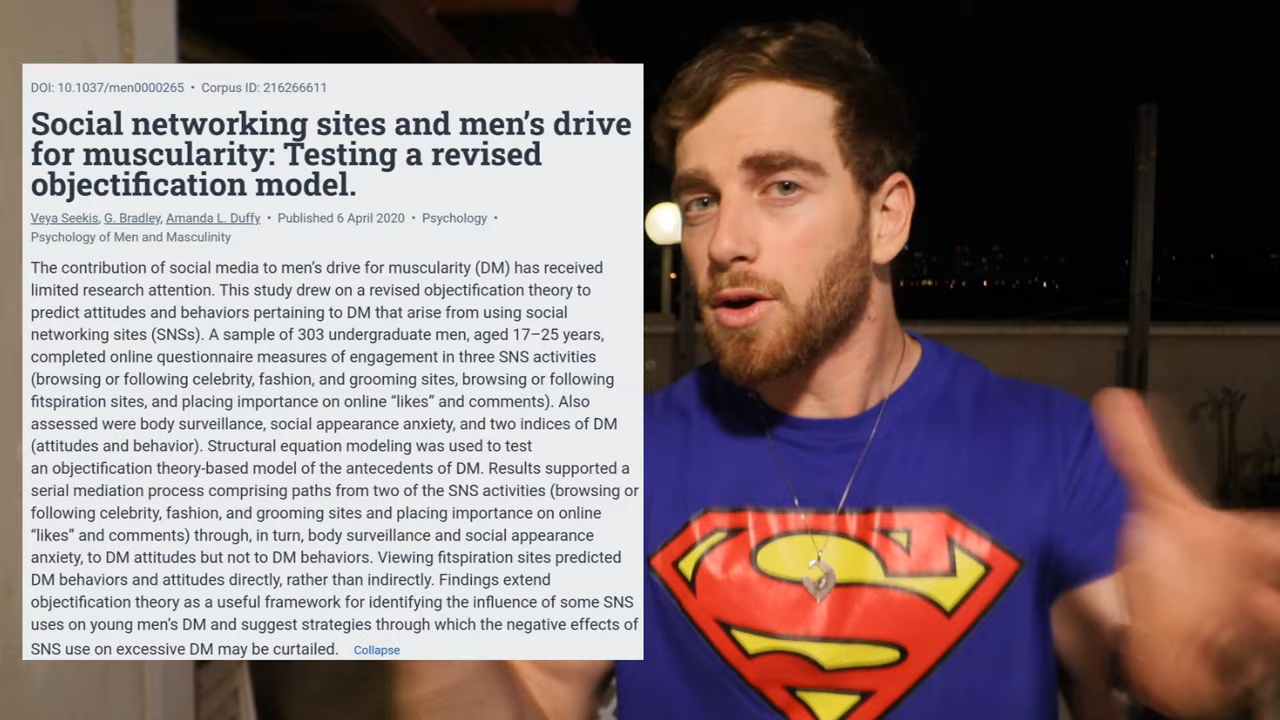 DOI: 10.1037/men0000265 • Corpus ID: 216266611
Social networking sites and men's drive
for muscularity: Testing a revised
objectification model.
Veya Seekis, G. Bradley, Amanda L. Duffy • Published 6 April 2020 • Psychology •
Psychology of Men and Masculinity
The contribution of social media to men's drive for muscularity (DM) has received
limited research attention. This study drew on a revised objectification theory to
predict attitudes and behaviors pertaining to DM that arise from using social
networking sites (SNSs). A sample of 303 undergraduate men, aged 17–25 years,
completed online questionnaire measures of engagement in three SNS activities
(browsing or following celebrity, fashion, and grooming sites, browsing or following
fitspiration sites, and placing importance on online “likes” and comments). Also
assessed were body surveillance, social appearance anxiety, and two indices of DM
(attitudes and behavior). Structural equation modeling was used to test
an objectification theory-based model of the antecedents of DM. Results supported a
serial mediation process comprising paths from two of the SNS activities (browsing or
following celebrity, fashion, and grooming sites and placing importance on online
“likes” and comments) through, in turn, body surveillance and social appearance
anxiety, to DM attitudes but not to DM behaviors. Viewing fitspiration sites predicted
DM behaviors and attitudes directly, rather than indirectly. Findings extend
objectification theory as a useful framework for identifying the influence of some SNS
uses on young men's DM and suggest strategies through which the negative effects of
SNS use on excessive DM may be curtailed. Collapse
S